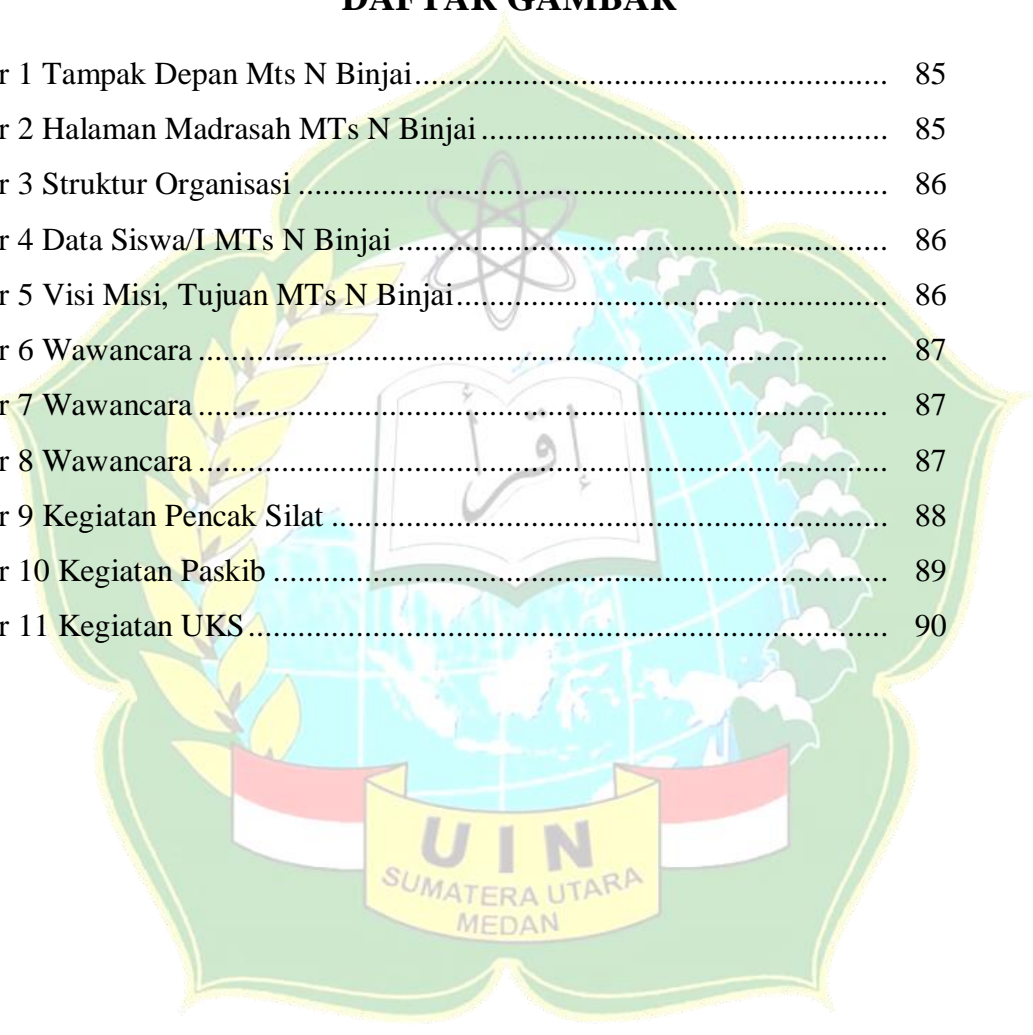 DAFTAR GAMBAR
r 1 Tampak Depan Mts N Binjai........................................................... 85
r 2 Halaman Madrasah MTs N Binjai .................................................. 85
r 3 Struktur Organisasi ......................................................................... 86
r 4 Data Siswa/I MTs N Binjai ............................................................. 86
r 5 Visi Misi, Tujuan MTs N Binjai...................................................... 86
r 6 Wawancara ...................................................................................... 87
r 7 Wawancara ...................................................................................... 87
r 8 Wawancara ...................................................................................... 87
r 9 Kegiatan Pencak Silat ..................................................................... 88
r 10 Kegiatan Paskib ............................................................................ 89
r 11 Kegiatan UKS ............................................................................... 90
اقرأ
UIN
SUMATERA UTARA
MEDAN